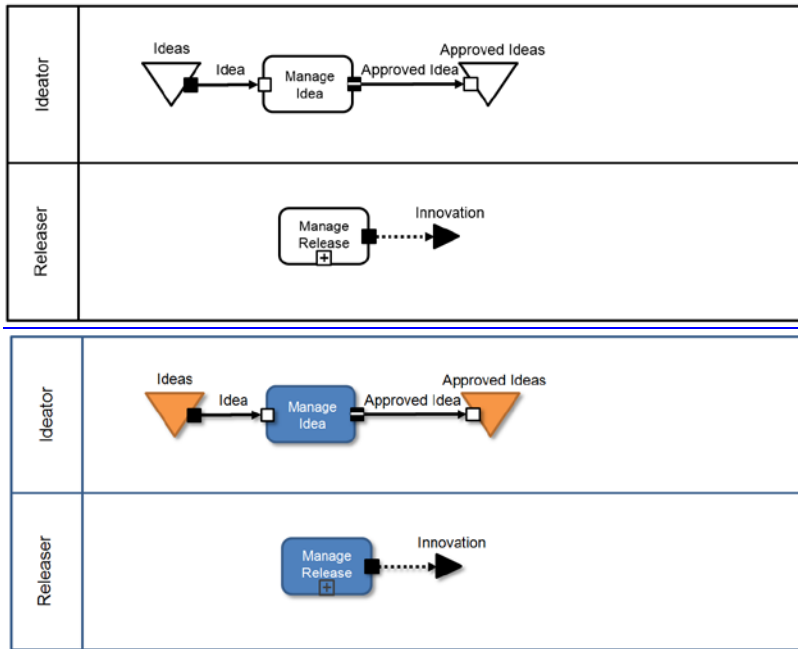 Ideator
Ideas
Idea
Manage
Idea
Approved Idea
Approved Ideas
Releaser
Manage
Release
Innovation
Ideator
Ideas
Idea
Manage
Idea
Approved Idea
Approved Ideas
Releaser
Manage
Release
Innovation